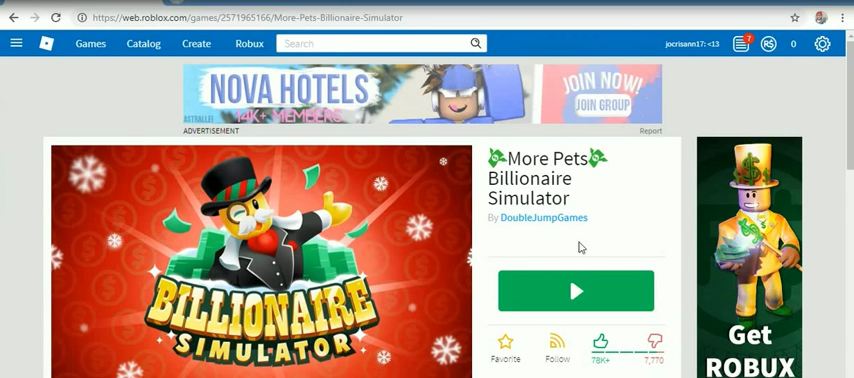 https://web.roblox.com/games/2571965166/More-Pets-Billionaire-Simulator
Games Catalog Create Robux Search jocrisann17: <13 7 R$ 0
NOVA HOTELS
14K+ MEMBERS
JOIN NOW!
JOIN GROUP
ADVERTISEMENT Report
More Pets
Billionaire
Simulator
By DoubleJumpGames
BILLIONAIRE
SIMULATOR
Favorite Follow 78K+ 7,770
Get
ROBUX